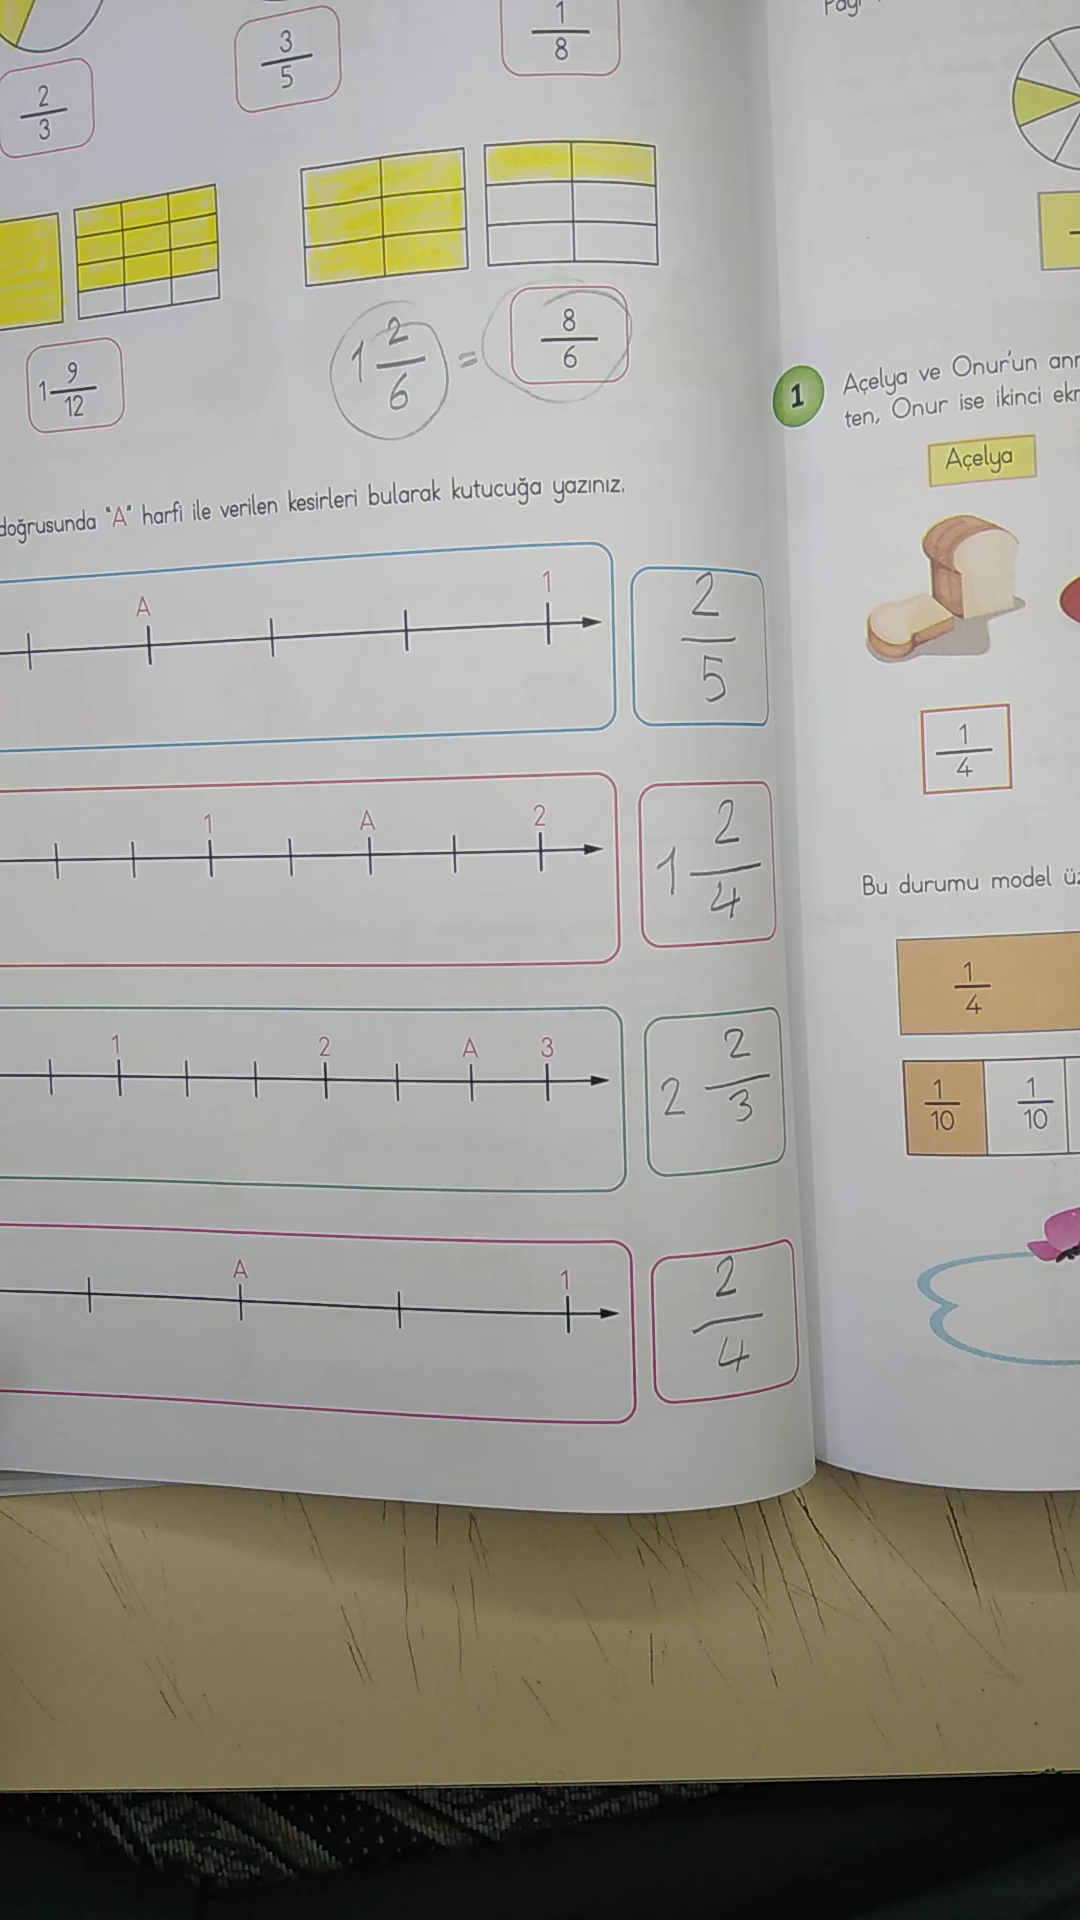 2/3
3/5
1/8
1 9/12
1 2/6 = 8/6
doğrusunda "A" harfi ile verilen kesirleri bularak kutucuğa yazınız.
A 1
2/5
1 A 2
1 2/4
1 2 A 3
2 2/3
A 1
2/4
1 Açelya ve Onur'un
ten, Onur ise ikinci
Açelya
1/4
Bu durumu model
1/4
1/10 1/10